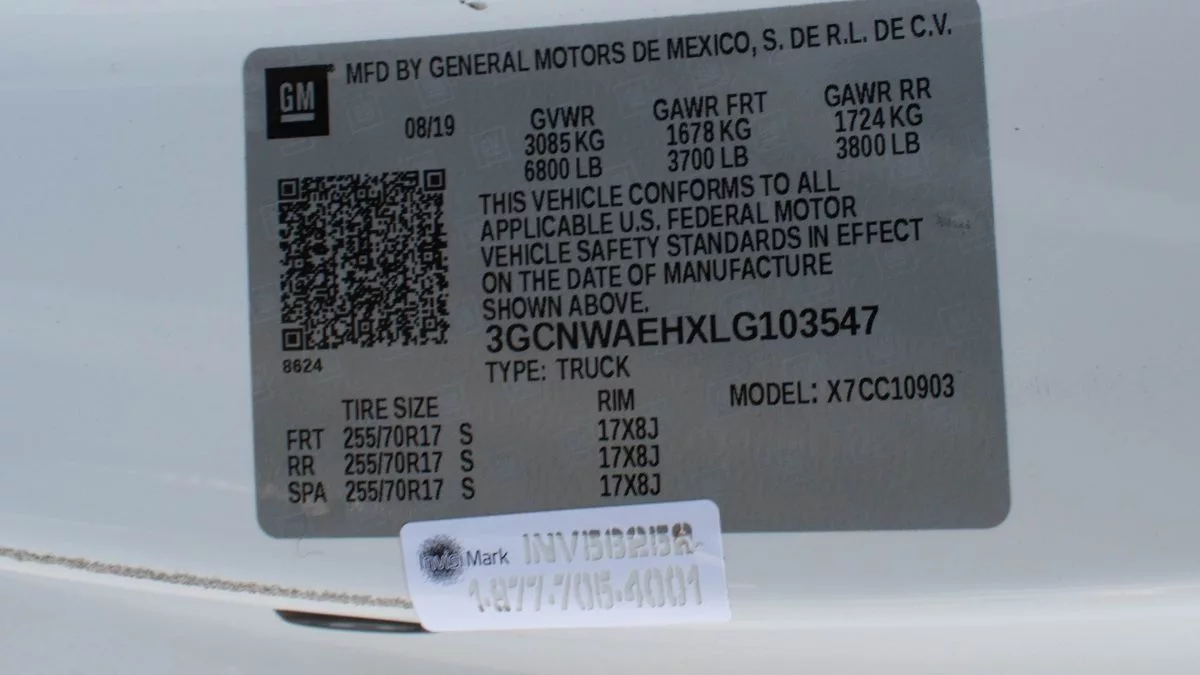 GM
MFD BY GENERAL MOTORS DE MEXICO, S. DE R.L. DE C.V.
08/19
GVWR
3085 KG
6800 LB
GAWR FRT
1678 KG
3700 LB
GAWR RR
1724 KG
3800 LB
THIS VEHICLE CONFORMS TO ALL
APPLICABLE U.S. FEDERAL MOTOR
VEHICLE SAFETY STANDARDS IN EFFECT
ON THE DATE OF MANUFACTURE
SHOWN ABOVE.
3GCNWAEHXLG103547
8624
TYPE: TRUCK
MODEL: X7CC10903
TIRE SIZE RIM
FRT 255/70R17 S 17X8J
RR 255/70R17 S 17X8J
SPA 255/70R17 S 17X8J
InvisiMark
1-877-705-4001